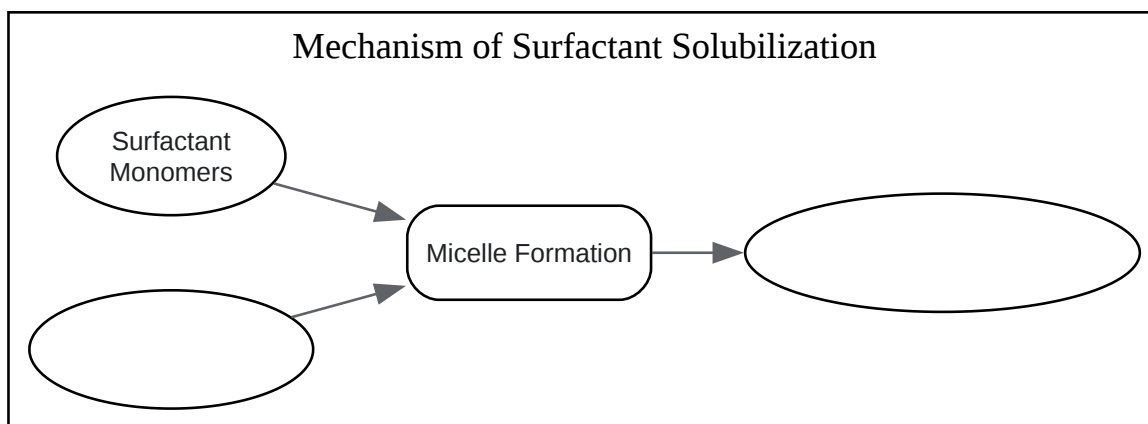 Mechanism of Surfactant Solubilization
Surfactant
Monomers
Micelle Formation